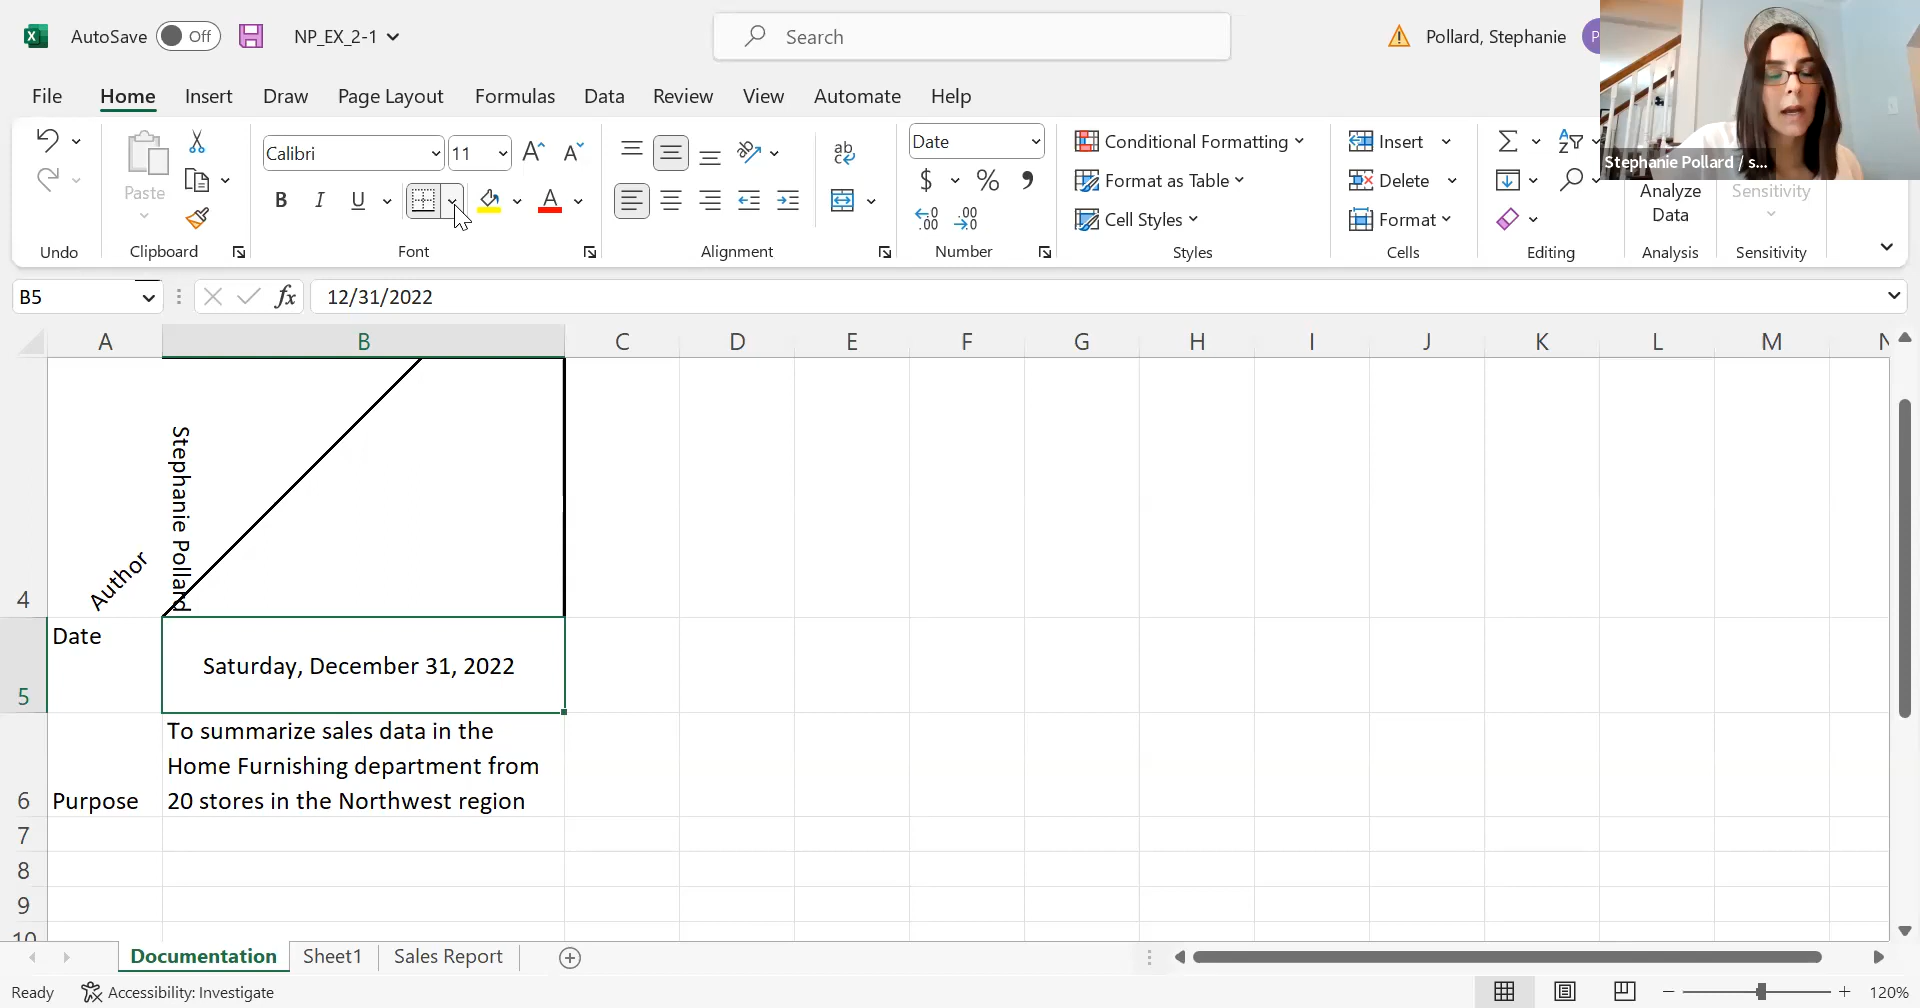 AutoSave Off NP_EX_2-1 Search Pollard, Stephanie P
File Home Insert Draw Page Layout Formulas Data Review View Automate Help
Stephanie Pollard / s...
Paste
Calibri 11
B I U A
ab
Date
$ % 9
Conditional Formatting
Format as Table
Cell Styles
Insert
Delete
Format
Analyze
Data
Sensitivity
Undo Clipboard Font Alignment Number Styles Cells Editing Analysis Sensitivity
B5 fx 12/31/2022
A B C D E F G H I J K L M N
4 Author Stephanie Pollard
5 Date Saturday, December 31, 2022
To summarize sales data in the
Home Furnishing department from
6 Purpose 20 stores in the Northwest region
7
8
9
10
Documentation Sheet1 Sales Report
Ready Accessibility: Investigate 120%